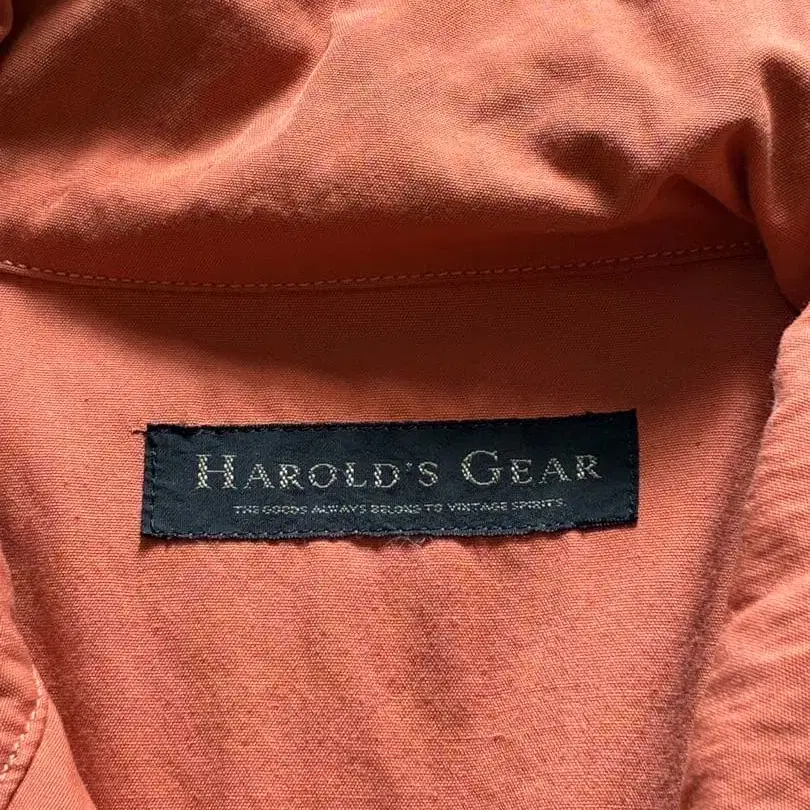 HAROLD'S GEAR
THE GOODS ALWAYS BELONG TO VINTAGE SPIRITS.